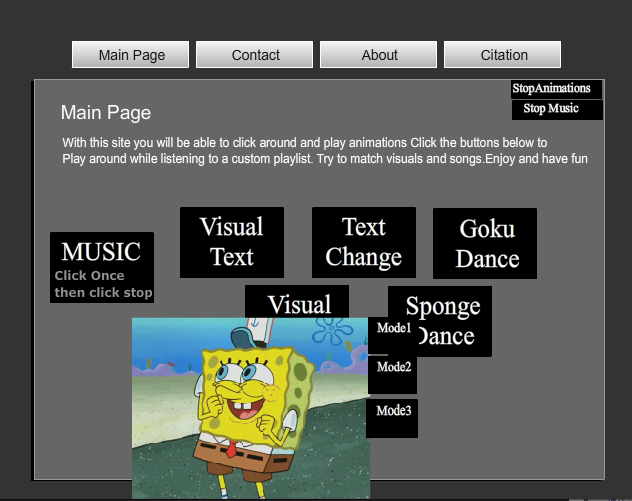 Main Page
Contact
About
Citation
StopAnimations
Stop Music
Main Page
With this site you will be able to click around and play animations Click the buttons below to
Play around while listening to a custom playlist. Try to match visuals and songs.Enjoy and have fun
MUSIC
Click Once
then click stop
Visual
Text
Text
Change
Goku
Dance
Visual
Sponge
Dance
Mode1
Mode2
Mode3